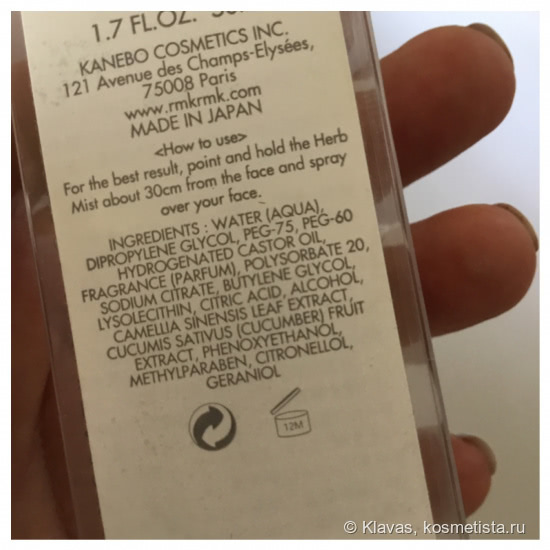 1.7 FL.OZ.
KANEBO COSMETICS INC.
121 Avenue des Champs-Elysées,
75008 Paris
www.rmkrmk.com
MADE IN JAPAN
<How to use>
For the best result, point and hold the Herb
Mist about 30cm from the face and spray
over your face.
INGREDIENTS : WATER (AQUA),
DIPROPYLENE GLYCOL, PEG-75, PEG-60
HYDROGENATED CASTOR OIL,
FRAGRANCE (PARFUM), POLYSORBATE 20,
SODIUM CITRATE, BUTYLENE GLYCOL,
LYSOLECITHIN, CITRIC ACID, ALCOHOL,
CAMELLIA SINENSIS LEAF EXTRACT,
CUCUMIS SATIVUS (CUCUMBER) FRUIT
EXTRACT, PHENOXYETHANOL,
METHYLPARABEN, CITRONELLOL,
GERANIOL
12M
© Klavas, kosmetista.ru